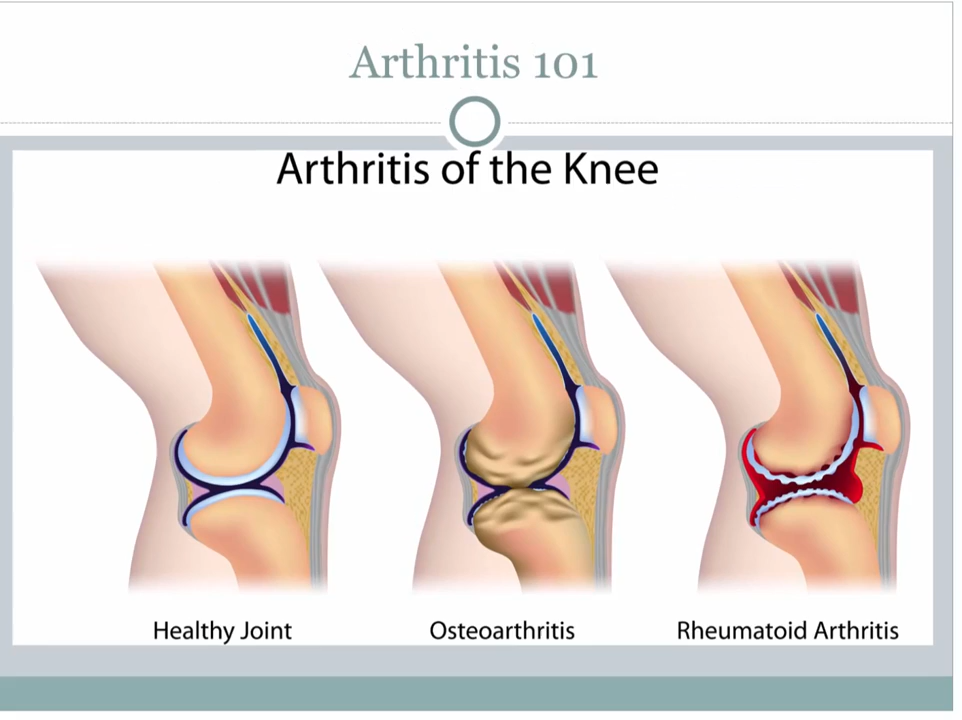 Arthritis 101
Arthritis of the Knee
Healthy Joint
Osteoarthritis
Rheumatoid Arthritis